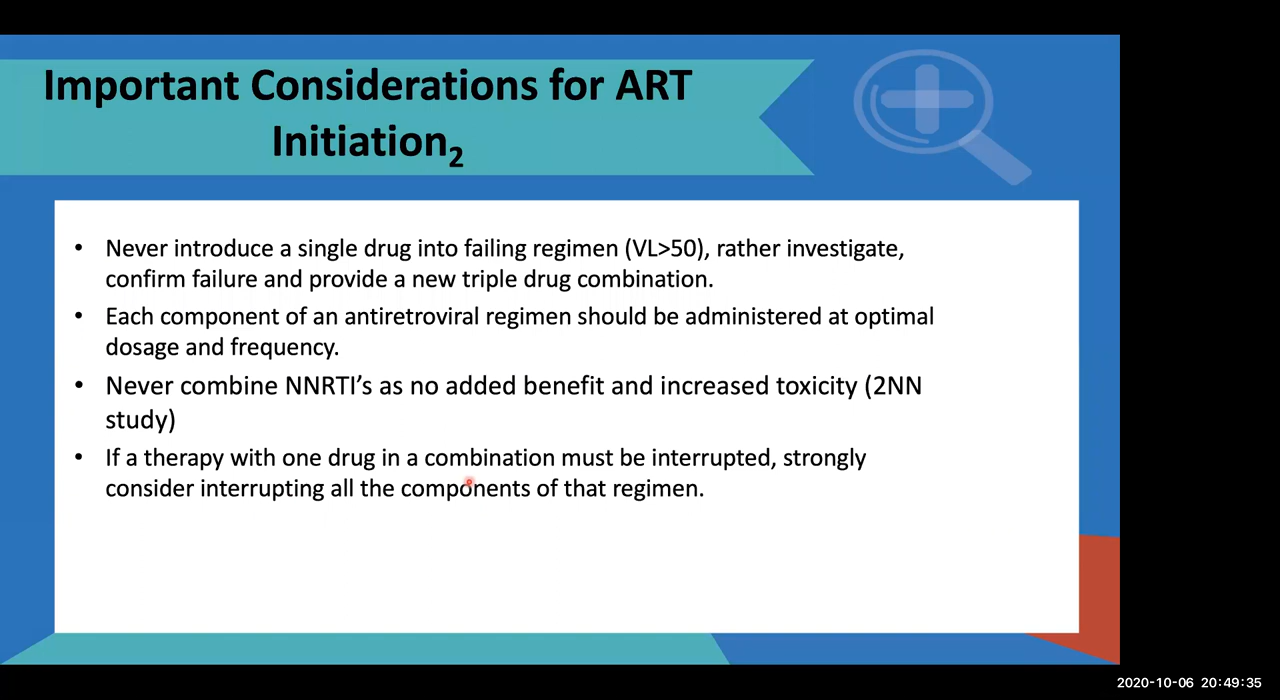 Important Considerations for ART
Initiation2
• Never introduce a single drug into failing regimen (VL>50), rather investigate,
confirm failure and provide a new triple drug combination.
• Each component of an antiretroviral regimen should be administered at optimal
dosage and frequency.
• Never combine NNRTI’s as no added benefit and increased toxicity (2NN
study)
• If a therapy with one drug in a combination must be interrupted, strongly
consider interrupting all the components of that regimen.
2020-10-06 20:49:35